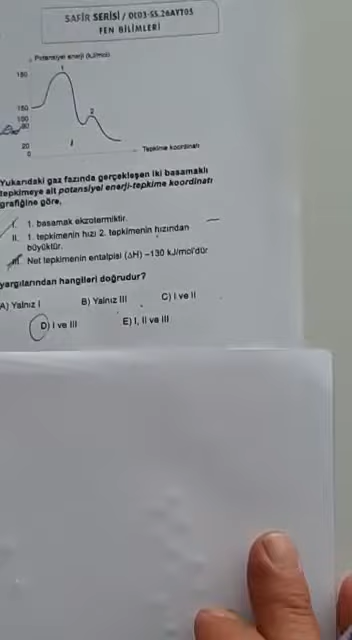 SAFİR SERİSİ / 0103-SS.26AYT05
FEN BİLİMLERİ
Potansiyel enerji (kJ/mol)
180
1
150
100
2
80
20
0
Tepkime koordinatı
Yukarıdaki gaz fazında gerçekleşen iki basamaklı
tepkimeye ait potansiyel enerji-tepkime koordinatı
grafiğine göre,
I. 1. basamak ekzotermiktir.
II. 1. tepkimenin hızı 2. tepkimenin hızından
büyüktür.
III. Net tepkimenin entalpisi (ΔH) –130 kJ/mol'dür
yargılarından hangileri doğrudur?
A) Yalnız I
B) Yalnız III
C) I ve II
D) I ve III
E) I, II ve III